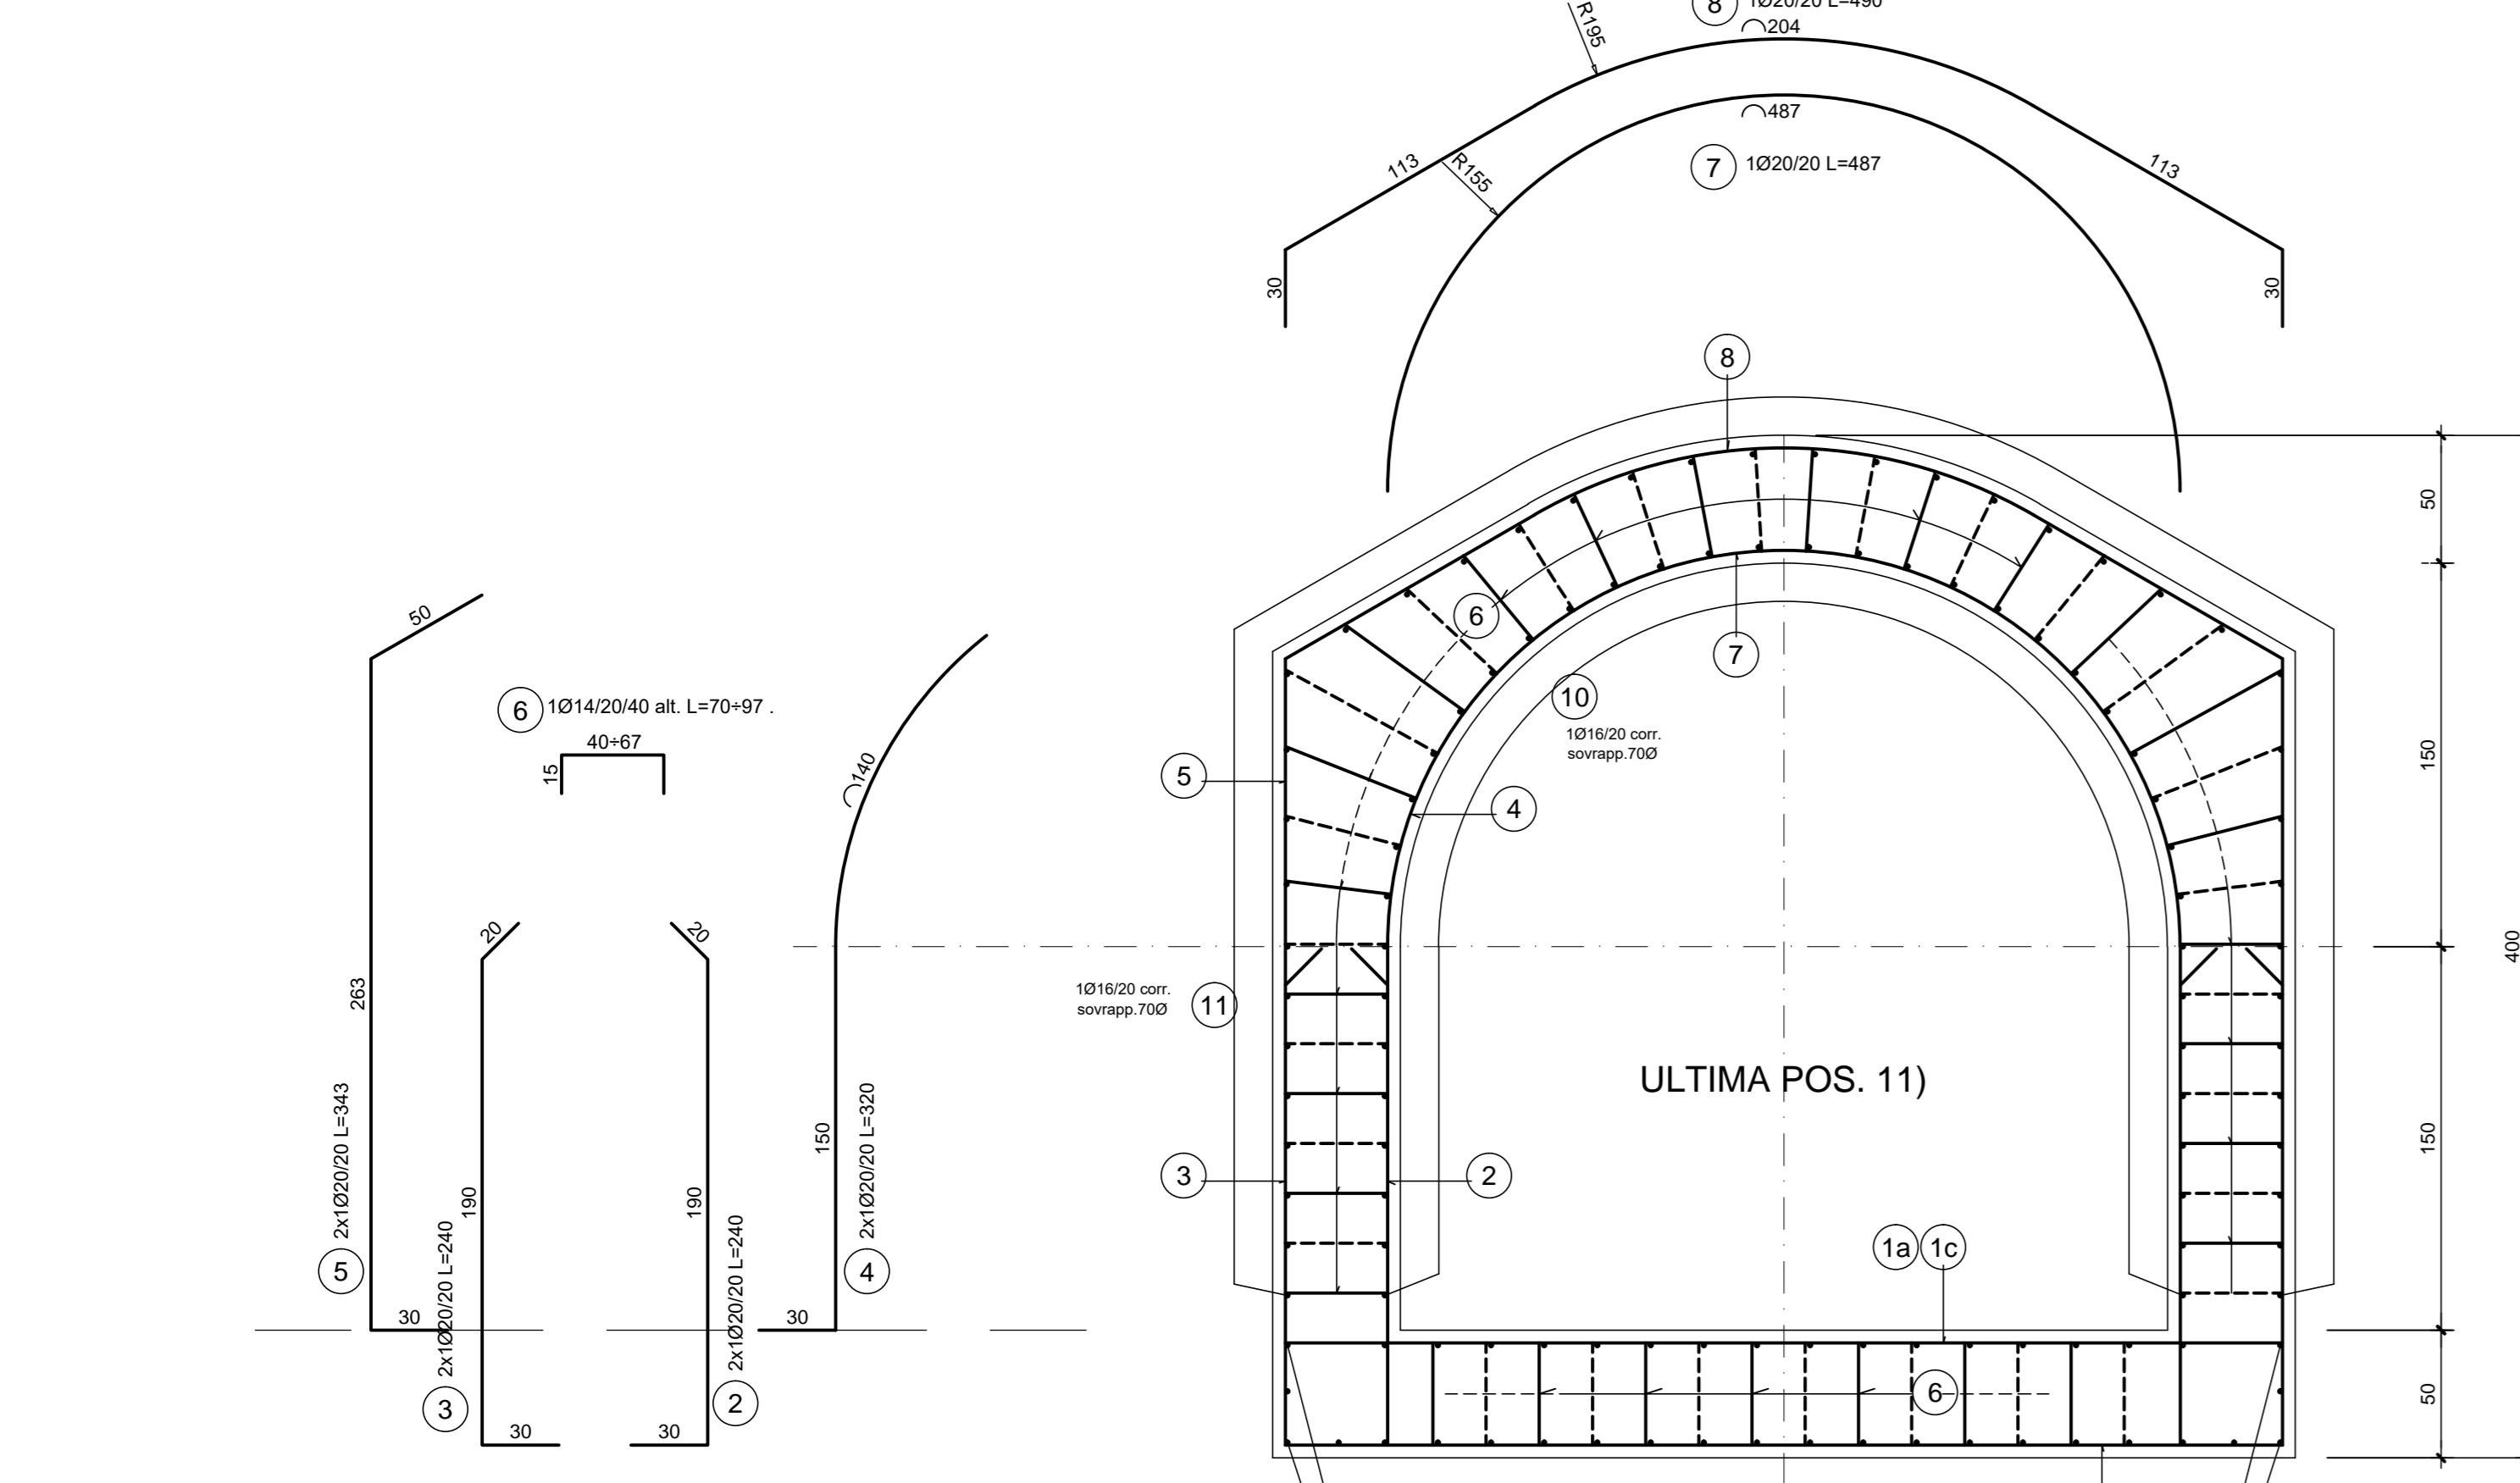 8 1Ø20/20 L=490
204
R195
487
7 1Ø20/20 L=487
113
R155
113
30
30
8
50
50
6
7
6 1Ø14/20/40 alt. L=70÷97 .
40÷67
15
10
1Ø16/20 corr.
sovrapp.70Ø
140
5
4
150
20
20
400
263
1Ø16/20 corr.
sovrapp.70Ø
11
ULTIMA POS. 11)
2x1Ø20/20 L=343
2x1Ø20/20 L=320
150
150
190
190
3
2
2x1Ø20/20 L=240
2x1Ø20/20 L=240
1a 1c
5
4
30
30
3
2
6
50
30
30